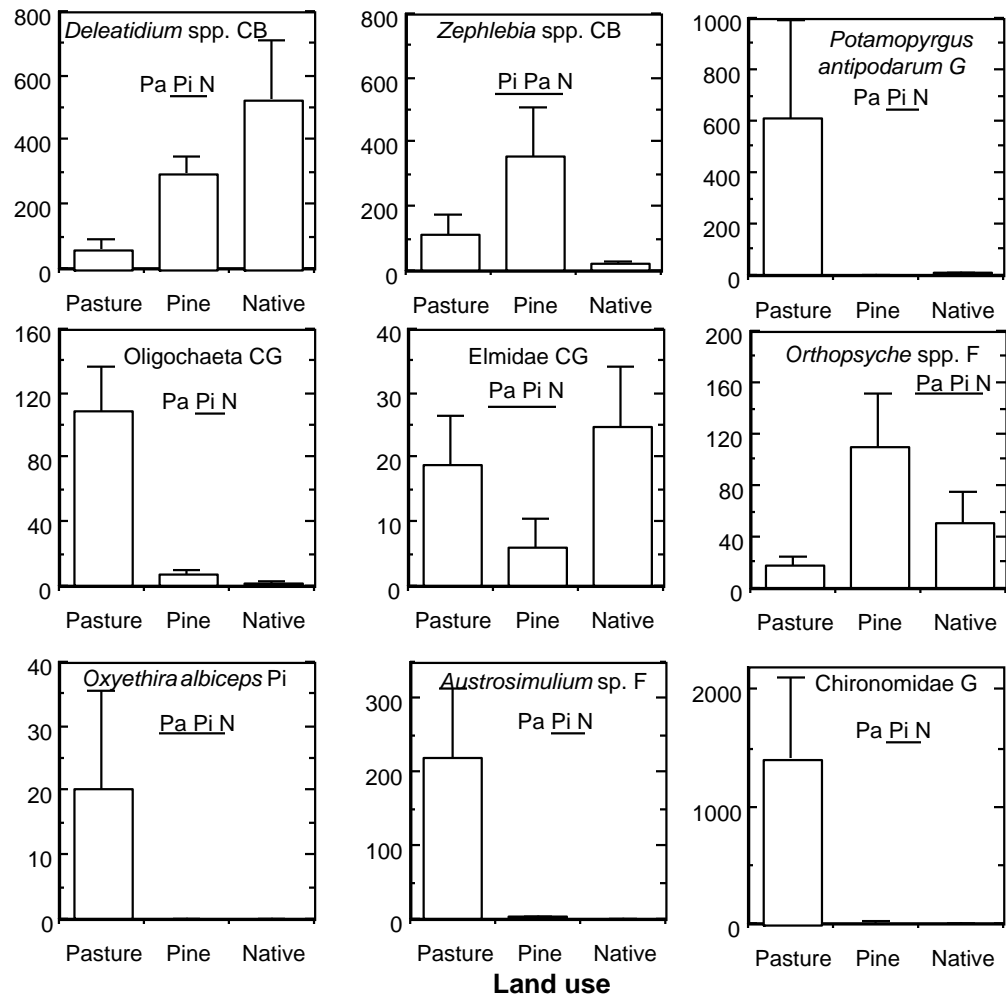 Deleatidium spp. CB
Pa Pi N
800
600
400
200
0
Pasture Pine Native
Zephlebia spp. CB
Pi Pa N
800
600
400
200
0
Pasture Pine Native
Potamopyrgus
antipodarum G
Pa Pi N
1000
800
600
400
200
0
Pasture Pine Native
Oligochaeta CG
Pa Pi N
160
120
80
40
0
Pasture Pine Native
Elmidae CG
Pa Pi N
40
30
20
10
0
Pasture Pine Native
Orthopsyche spp. F
Pa Pi N
200
160
120
80
40
0
Pasture Pine Native
Oxyethira albiceps Pi
Pa Pi N
40
30
20
10
0
Pasture Pine Native
Austrosimulium sp. F
Pa Pi N
300
200
100
0
Pasture Pine Native
Chironomidae G
Pa Pi N
2000
1000
0
Pasture Pine Native
Land use